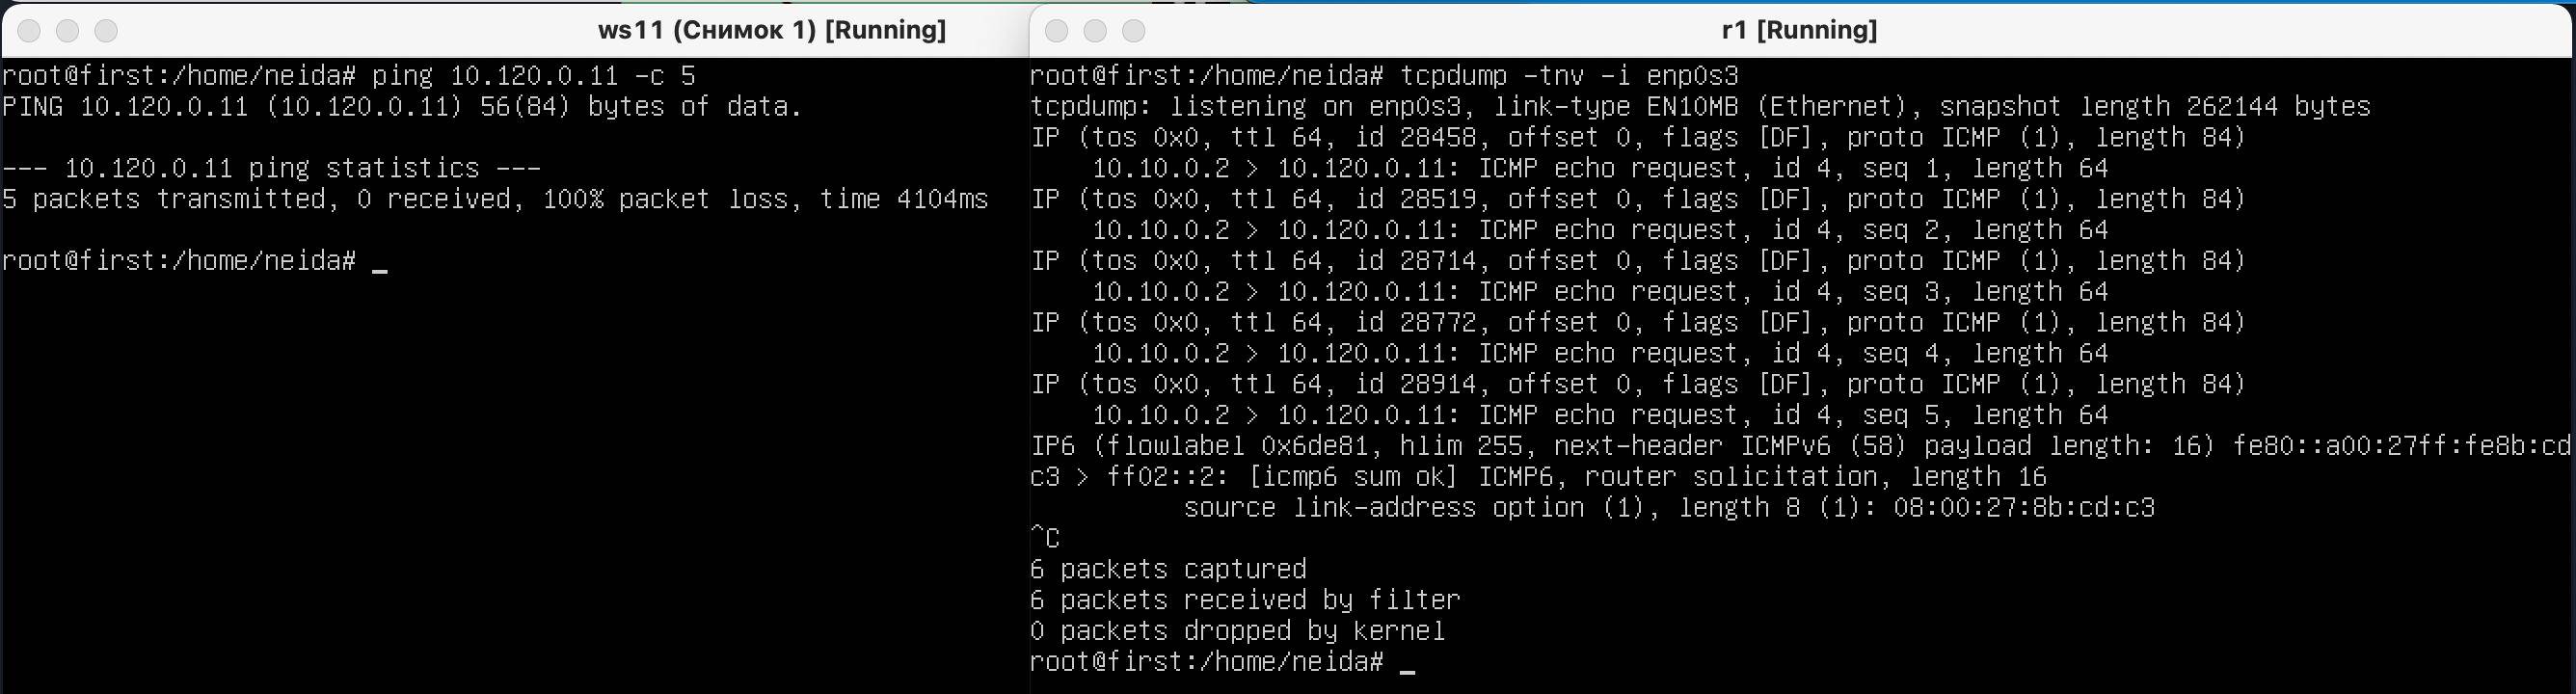 ws11 (Снимок 1) [Running]
root@first:/home/neida# ping 10.120.0.11 -c 5
PING 10.120.0.11 (10.120.0.11) 56(84) bytes of data.
--- 10.120.0.11 ping statistics ---
5 packets transmitted, 0 received, 100% packet loss, time 4104ms
root@first:/home/neida# _
r1 [Running]
root@first:/home/neida# tcpdump -tnv -i enp0s3
tcpdump: listening on enp0s3, link-type EN10MB (Ethernet), snapshot length 262144 bytes
IP (tos 0x0, ttl 64, id 28458, offset 0, flags [DF], proto ICMP (1), length 84)
    10.10.0.2 > 10.120.0.11: ICMP echo request, id 4, seq 1, length 64
IP (tos 0x0, ttl 64, id 28519, offset 0, flags [DF], proto ICMP (1), length 84)
    10.10.0.2 > 10.120.0.11: ICMP echo request, id 4, seq 2, length 64
IP (tos 0x0, ttl 64, id 28714, offset 0, flags [DF], proto ICMP (1), length 84)
    10.10.0.2 > 10.120.0.11: ICMP echo request, id 4, seq 3, length 64
IP (tos 0x0, ttl 64, id 28772, offset 0, flags [DF], proto ICMP (1), length 84)
    10.10.0.2 > 10.120.0.11: ICMP echo request, id 4, seq 4, length 64
IP (tos 0x0, ttl 64, id 28914, offset 0, flags [DF], proto ICMP (1), length 84)
    10.10.0.2 > 10.120.0.11: ICMP echo request, id 4, seq 5, length 64
IP6 (flowlabel 0x6de81, hlim 255, next-header ICMPv6 (58) payload length: 16) fe80::a00:27ff:fe8b:cd
c3 > ff02::2: [icmp6 sum ok] ICMP6, router solicitation, length 16
          source link-address option (1), length 8 (1): 08:00:27:8b:cd:c3
^C
6 packets captured
6 packets received by filter
0 packets dropped by kernel
root@first:/home/neida# _